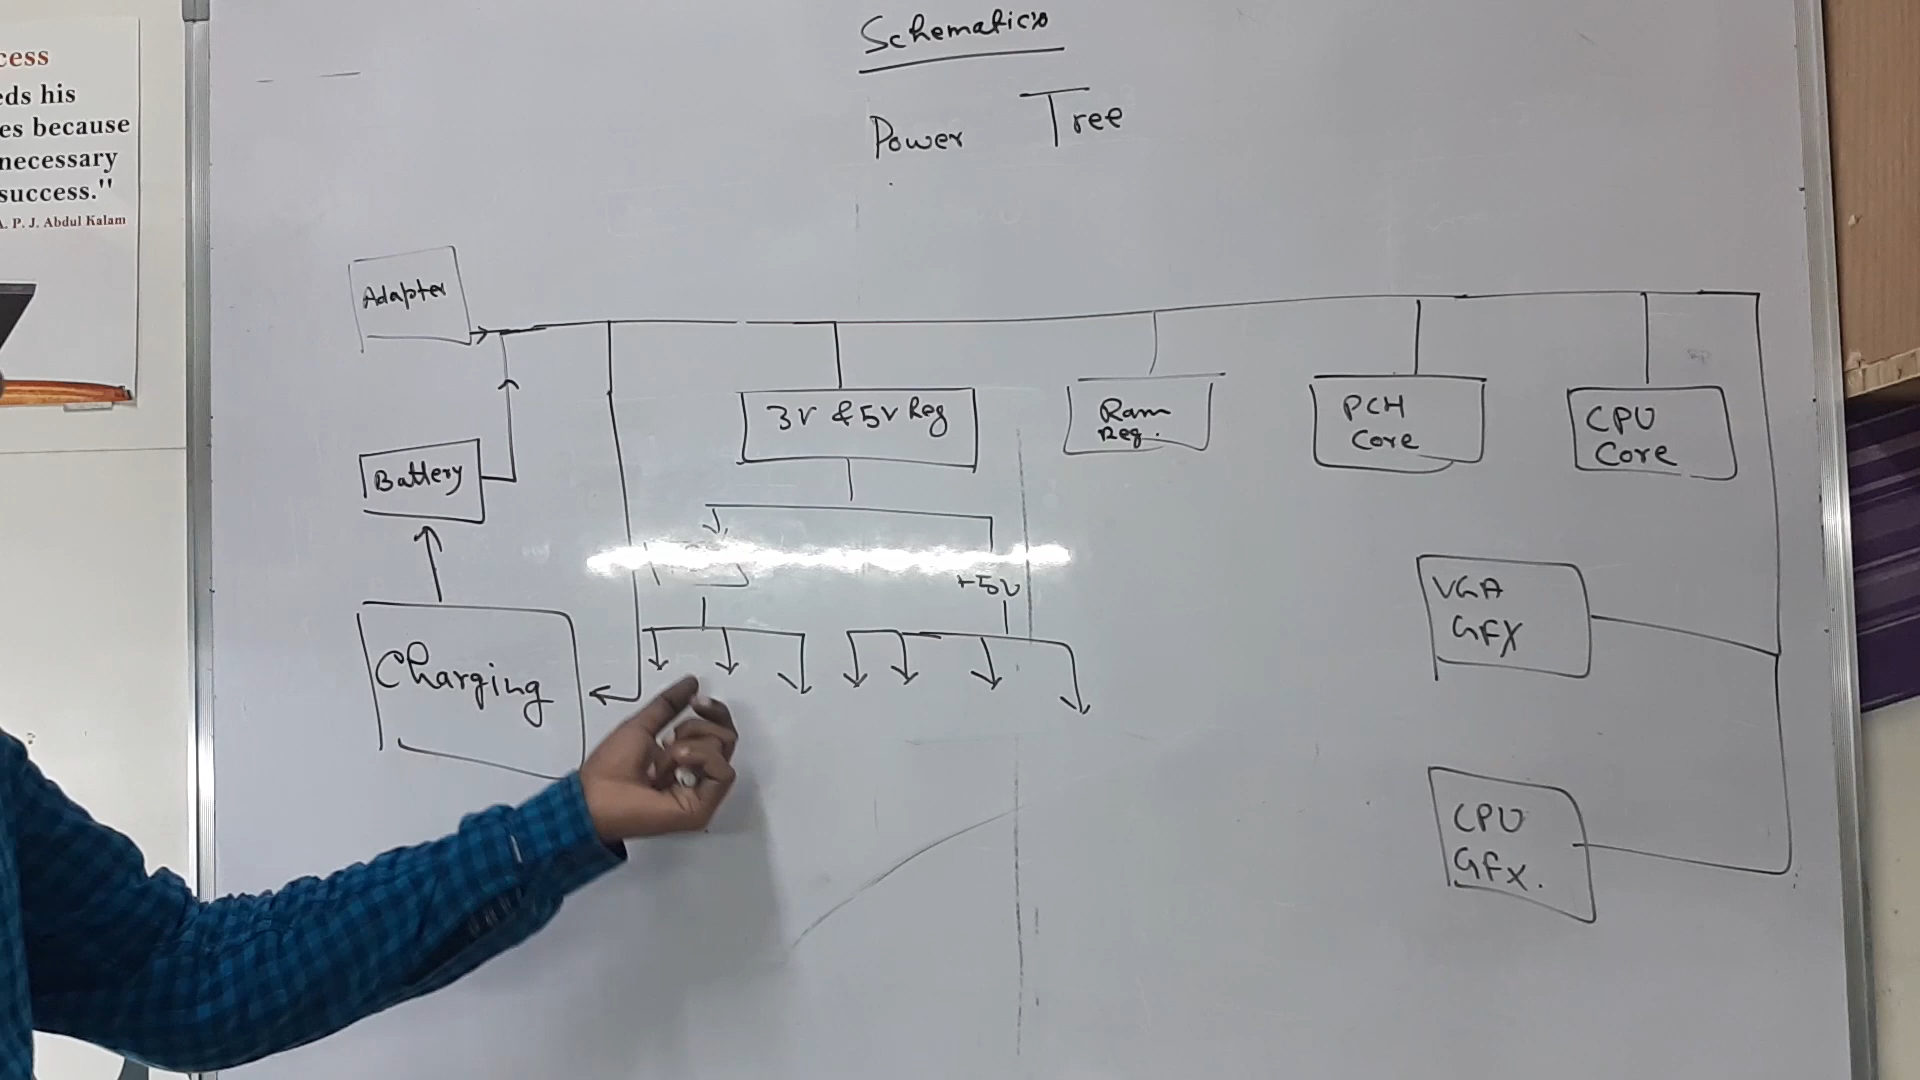 cess
eds his
es because
necessary
success."
A. P. J. Abdul Kalam
Schematics
Power Tree
Adapter
Battery
Charging
3V & 5V Reg
+5V
Ram
Reg.
PCH
Core
CPU
Core
VGA
GFX
CPU
GFX.